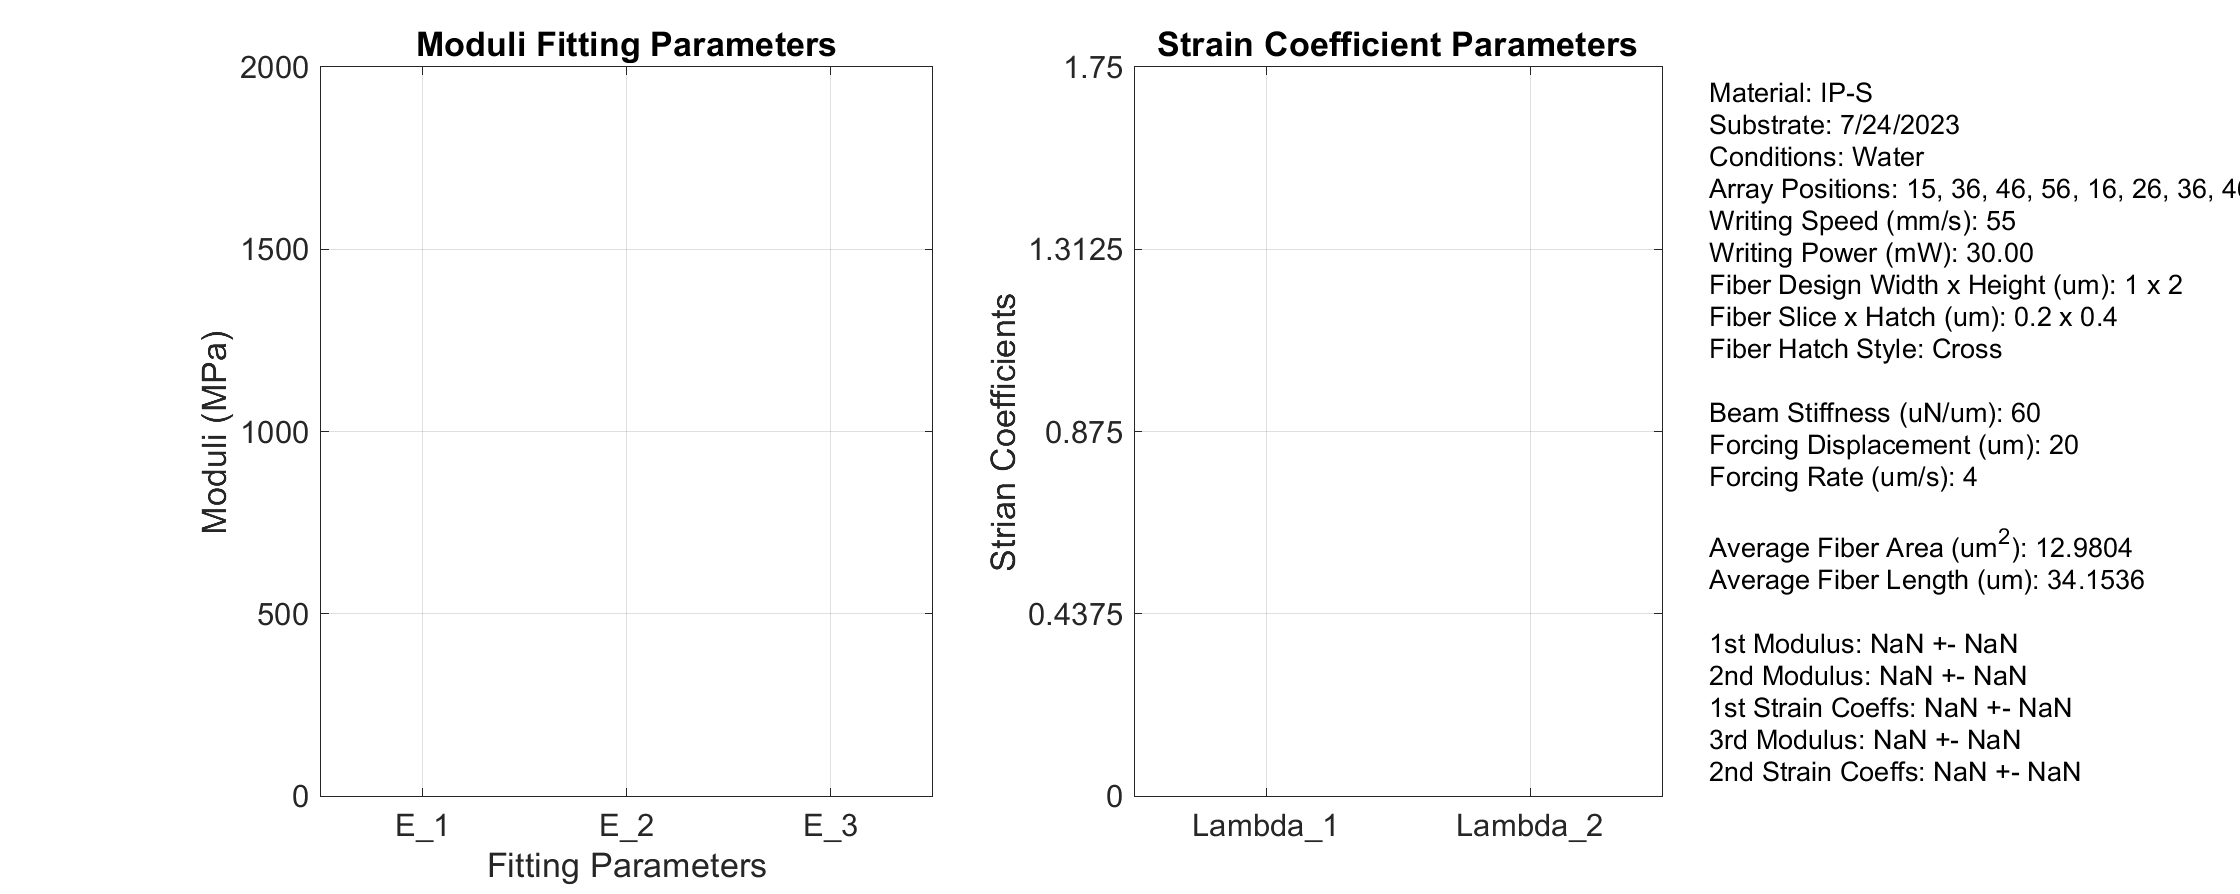 Moduli Fitting Parameters
2000
1500
1000
500
0
Moduli (MPa)
E_1 E_2 E_3
Fitting Parameters
Strain Coefficient Parameters
1.75
1.3125
0.875
0.4375
0
Strian Coefficients
Lambda_1 Lambda_2
Material: IP-S
Substrate: 7/24/2023
Conditions: Water
Array Positions: 15, 36, 46, 56, 16, 26, 36,
Writing Speed (mm/s): 55
Writing Power (mW): 30.00
Fiber Design Width x Height (um): 1 x 2
Fiber Slice x Hatch (um): 0.2 x 0.4
Fiber Hatch Style: Cross
Beam Stiffness (uN/um): 60
Forcing Displacement (um): 20
Forcing Rate (um/s): 4
Average Fiber Area (um²): 12.9804
Average Fiber Length (um): 34.1536
1st Modulus: NaN +- NaN
2nd Modulus: NaN +- NaN
1st Strain Coeffs: NaN +- NaN
3rd Modulus: NaN +- NaN
2nd Strain Coeffs: NaN +- NaN